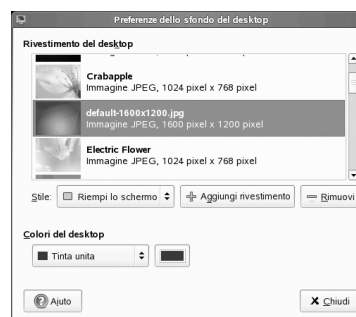 Preferenze dello sfondo del desktop
Rivestimento del desktop
Crabapple
Immagine JPEG, 1024 pixel x 768 pixel
default-1600x1200.jpg
Immagine JPEG, 1600 pixel x 1200 pixel
Electric Flower
Immagine JPEG, 1024 pixel x 768 pixel
Stile: Riempi lo schermo Aggiungi rivestimento Rimuovi
Colori del desktop
Tinta unita
Aiuto Chiudi